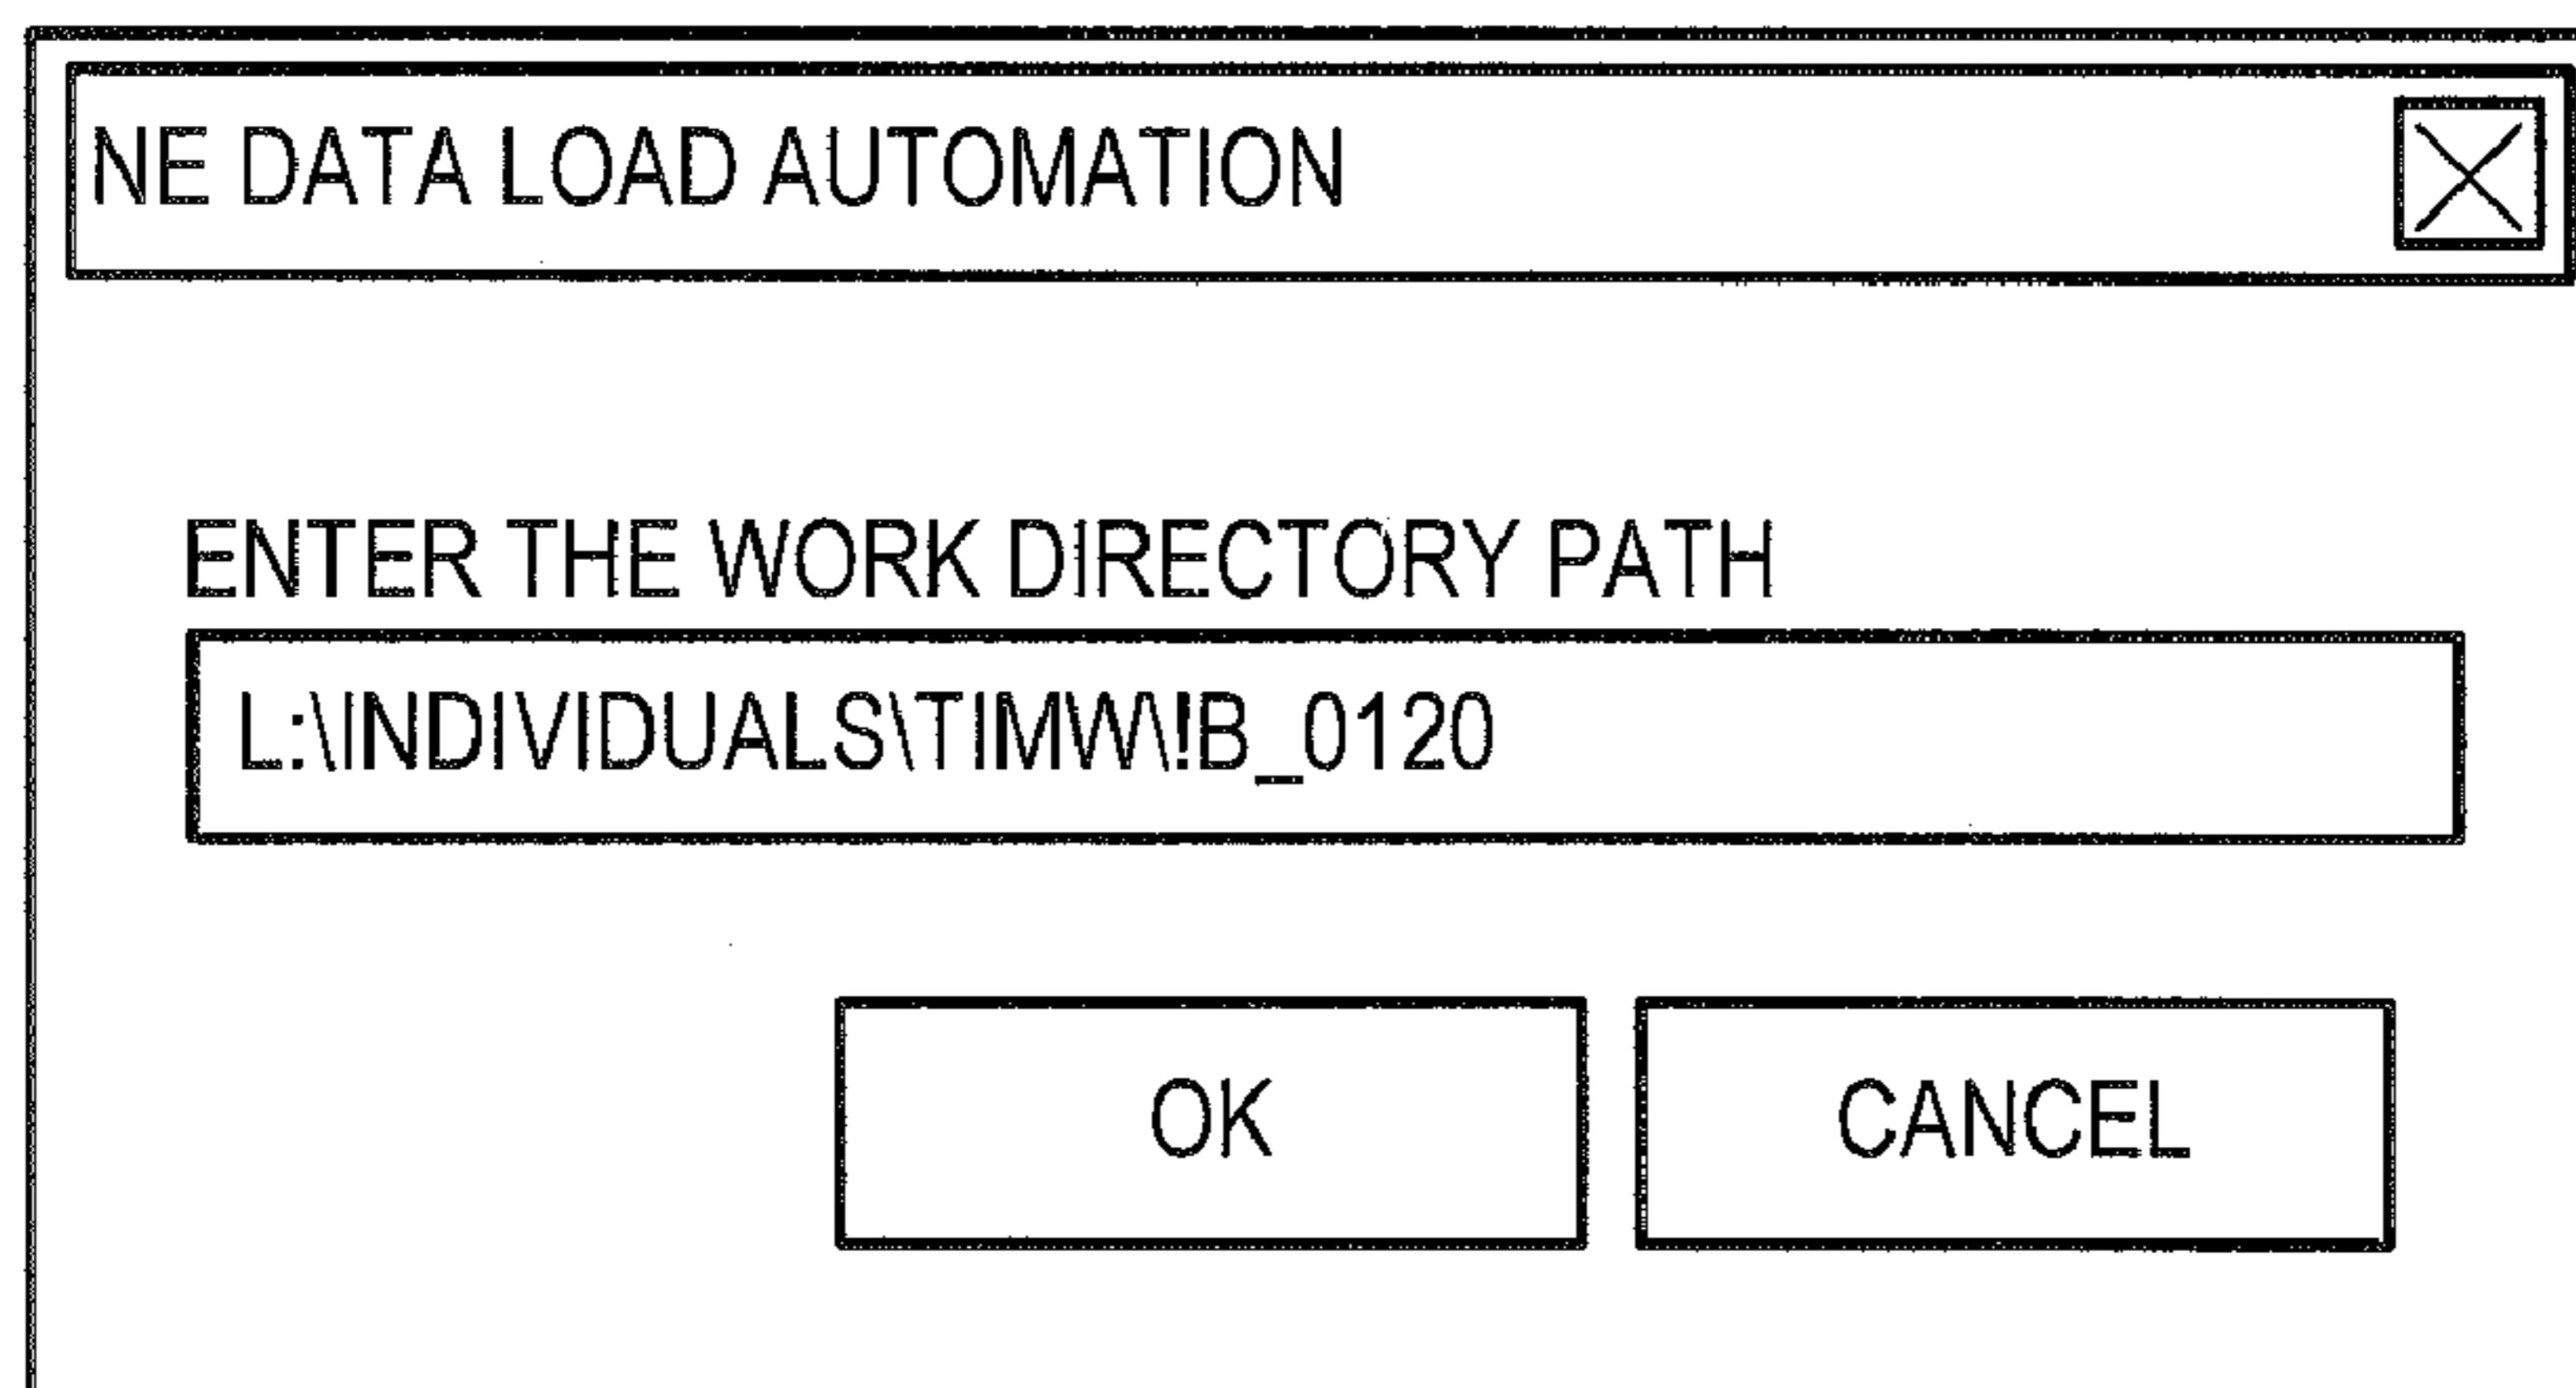 NE DATA LOAD AUTOMATION
ENTER THE WORK DIRECTORY PATH
L:\INDIVIDUALS\TIMW\!B_0120
OK
CANCEL